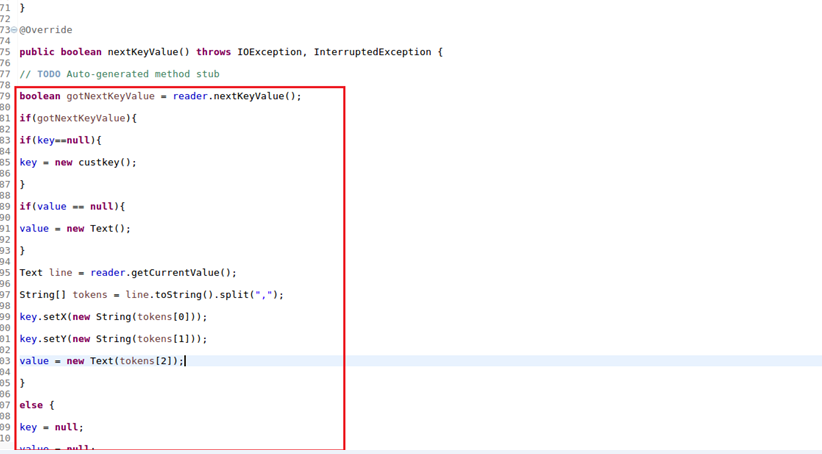 71 }
72
73 @Override
74
75 public boolean nextKeyValue() throws IOException, InterruptedException {
76
77 // TODO Auto-generated method stub
78
79 boolean gotNextKeyValue = reader.nextKeyValue();
80
81 if(gotNextKeyValue){
82
83 if(key==null){
84
85 key = new custkey();
86
87 }
88
89 if(value == null){
90
91 value = new Text();
92
93 }
94
95 Text line = reader.getCurrentValue();
96
97 String[] tokens = line.toString().split(",");
98
99 key.setX(new String(tokens[0]));
00
01 key.setY(new String(tokens[1]));
02
03 value = new Text(tokens[2]);
04
05 }
06
07 else {
08
09 key = null;
10
value = null;